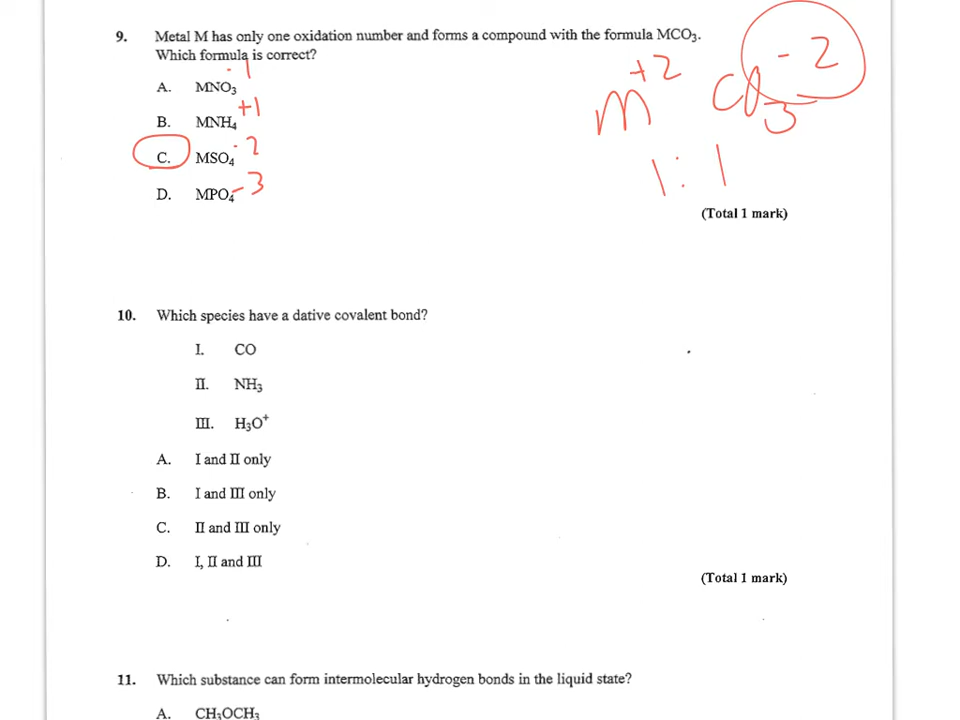 9. Metal M has only one oxidation number and forms a compound with the formula MCO₃.
Which formula is correct?
A. MNO₃ -1
B. MNH₄ +1
C. MSO₄ -2
D. MPO₄ -3
M +2 CO₃ -2
1:1
(Total 1 mark)
10. Which species have a dative covalent bond?
I. CO
II. NH₃
III. H₃O⁺
A. I and II only
B. I and III only
C. II and III only
D. I, II and III
(Total 1 mark)
11. Which substance can form intermolecular hydrogen bonds in the liquid state?
A. CH₃OCH₃